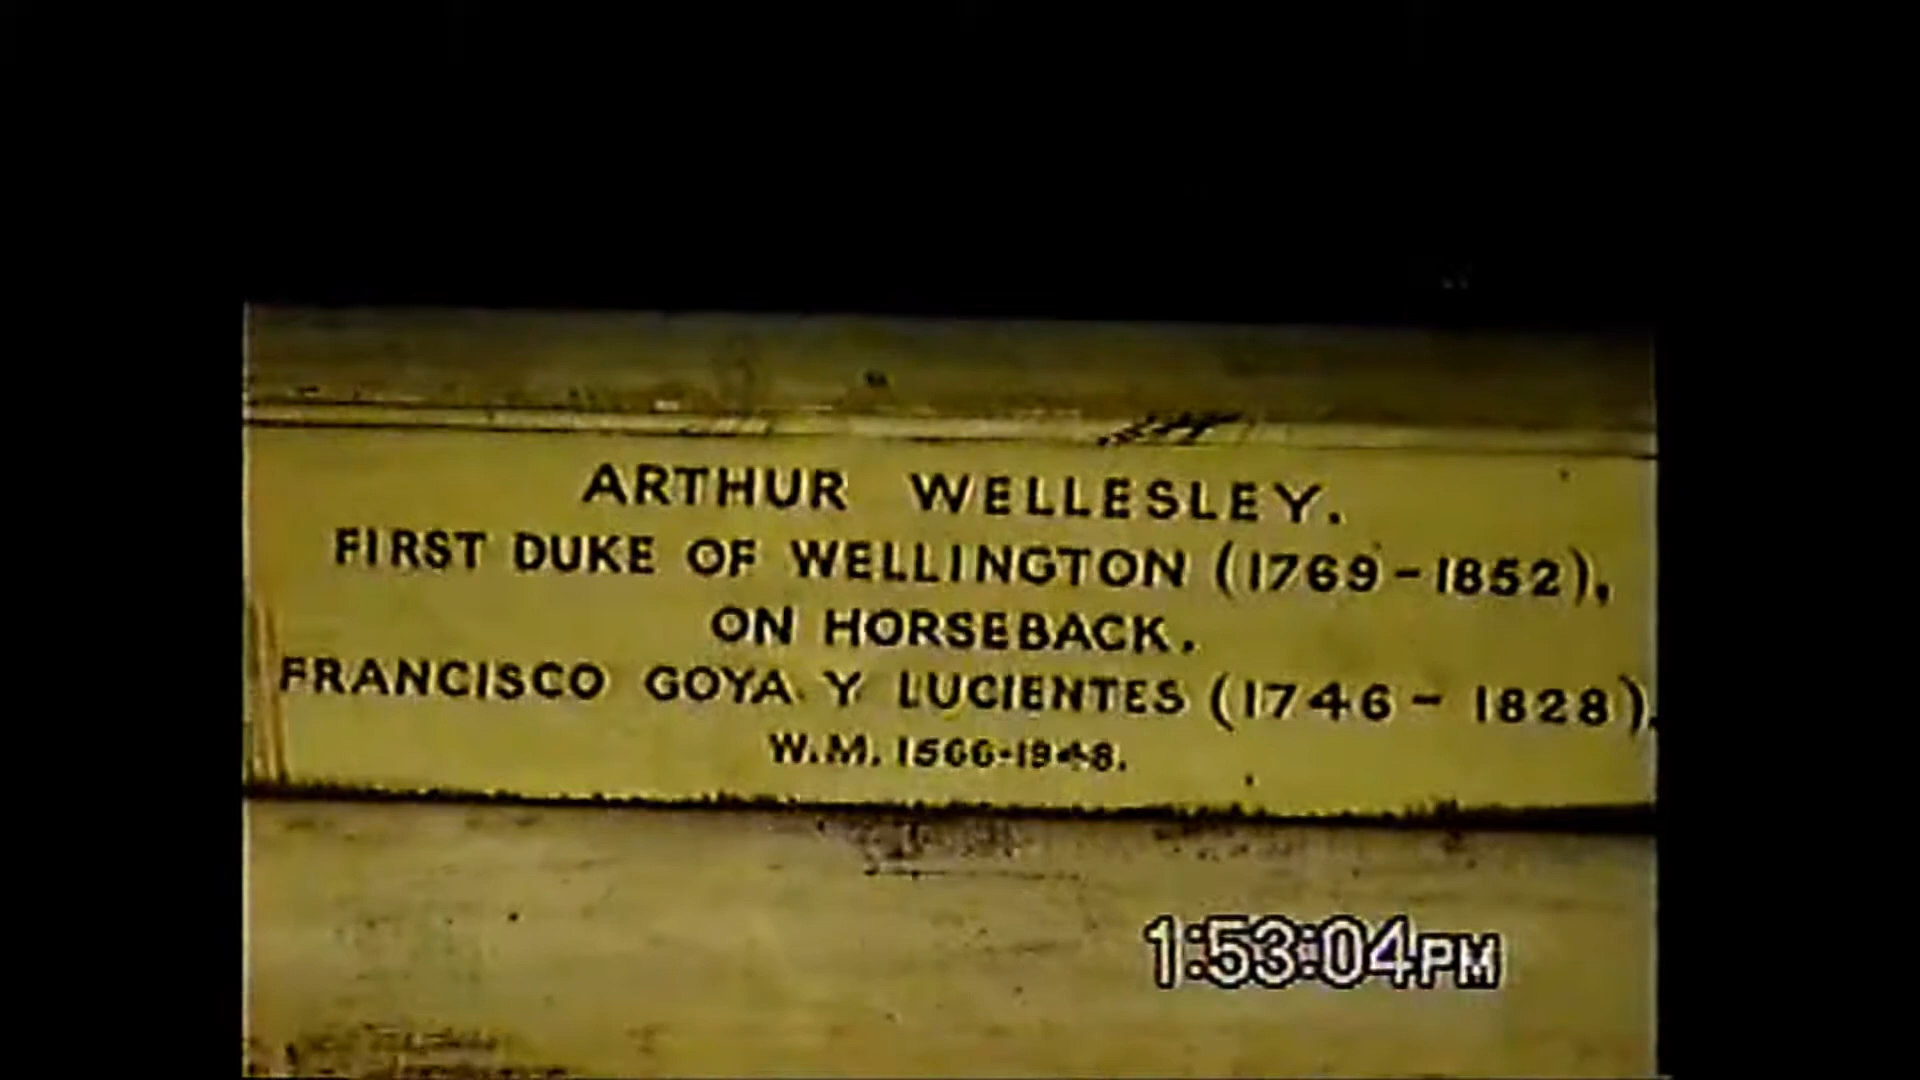 ARTHUR WELLESLEY.
FIRST DUKE OF WELLINGTON (1769-1852),
ON HORSEBACK.
FRANCISCO GOYA Y LUCIENTES (1746 - 1828),
W.M. 1566-1948.
1:53:04PM